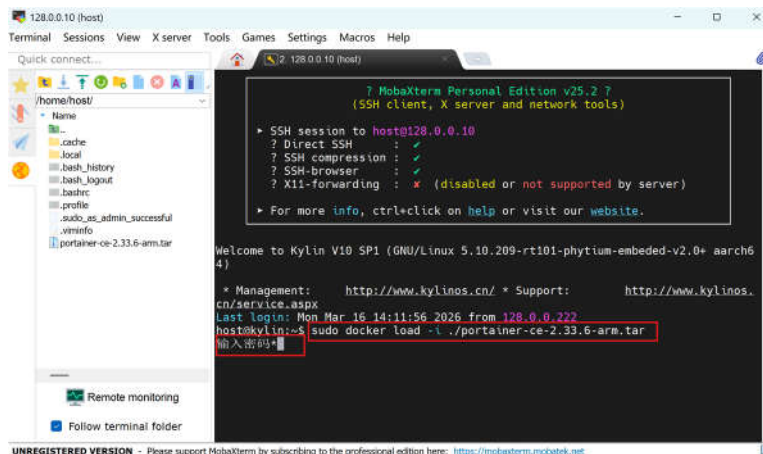 128.0.0.10 (host)
Terminal Sessions View X server Tools Games Settings Macros Help
Quick connect...
2. 128.0.0.10 (host)
/home/host/
Name
..
.cache
.local
.bash_history
.bash_logout
.bashrc
.profile
.sudo_as_admin_successful
.viminfo
portainer-ce-2.33.6-arm.tar
Remote monitoring
Follow terminal folder
? MobaXterm Personal Edition v25.2 ?
(SSH client, X server and network tools)
► SSH session to host@128.0.0.10
? Direct SSH : ✓
? SSH compression : ✓
? SSH-browser : ✓
? X11-forwarding : ✗ (disabled or not supported by server)
► For more info, ctrl+click on help or visit our website.
Welcome to Kylin V10 SP1 (GNU/Linux 5.10.209-rt101-phytium-embeded-v2.0+ aarch6
4)
* Management: http://www.kylinos.cn/ * Support: http://www.kylinos.
cn/service.aspx
Last login: Mon Mar 16 14:11:56 2026 from 128.0.0.222
host@kylin:~$ sudo docker load -i ./portainer-ce-2.33.6-arm.tar
输入密码*
UNREGISTERED VERSION - Please support MobaXterm by subscribing to the professional edition here: https://mobaxterm.mobatek.net